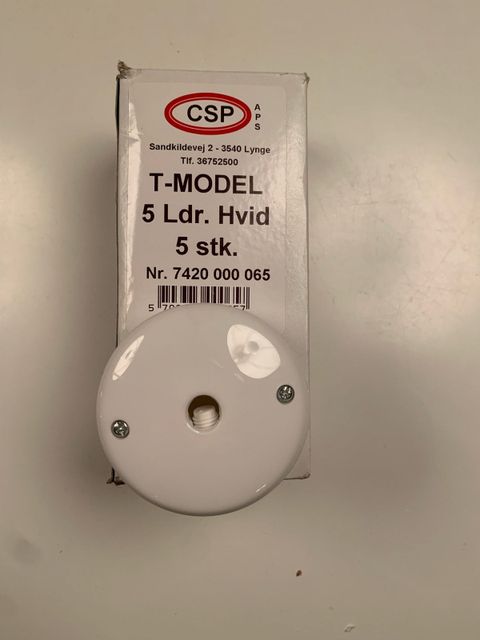 CSP
APS
Sandkildevej 2 - 3540 Lynge
Tlf. 36752500
T-MODEL
5 Ldr. Hvid
5 stk.
Nr. 7420 000 065